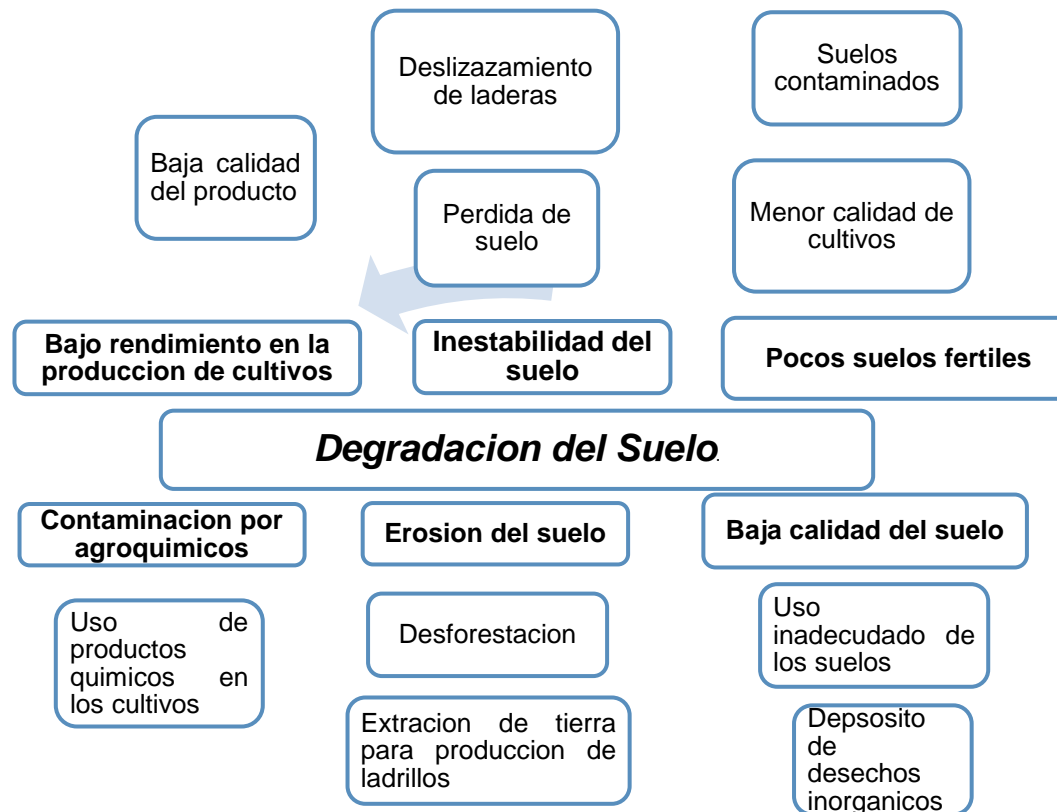 Deslizazamiento
de laderas
Suelos
contaminados
Baja calidad
del producto
Perdida de
suelo
Menor calidad de
cultivos
Bajo rendimiento en la
produccion de cultivos
Inestabilidad del
suelo
Pocos suelos fertiles
Degradacion del Suelo.
Contaminacion por
agroquimicos
Erosion del suelo
Baja calidad del suelo
Uso de
productos
quimicos en
los cultivos
Desforestacion
Uso
inadecudado de
los suelos
Extracion de tierra
para produccion de
ladrillos
Depsosito
de
desechos
inorganicos